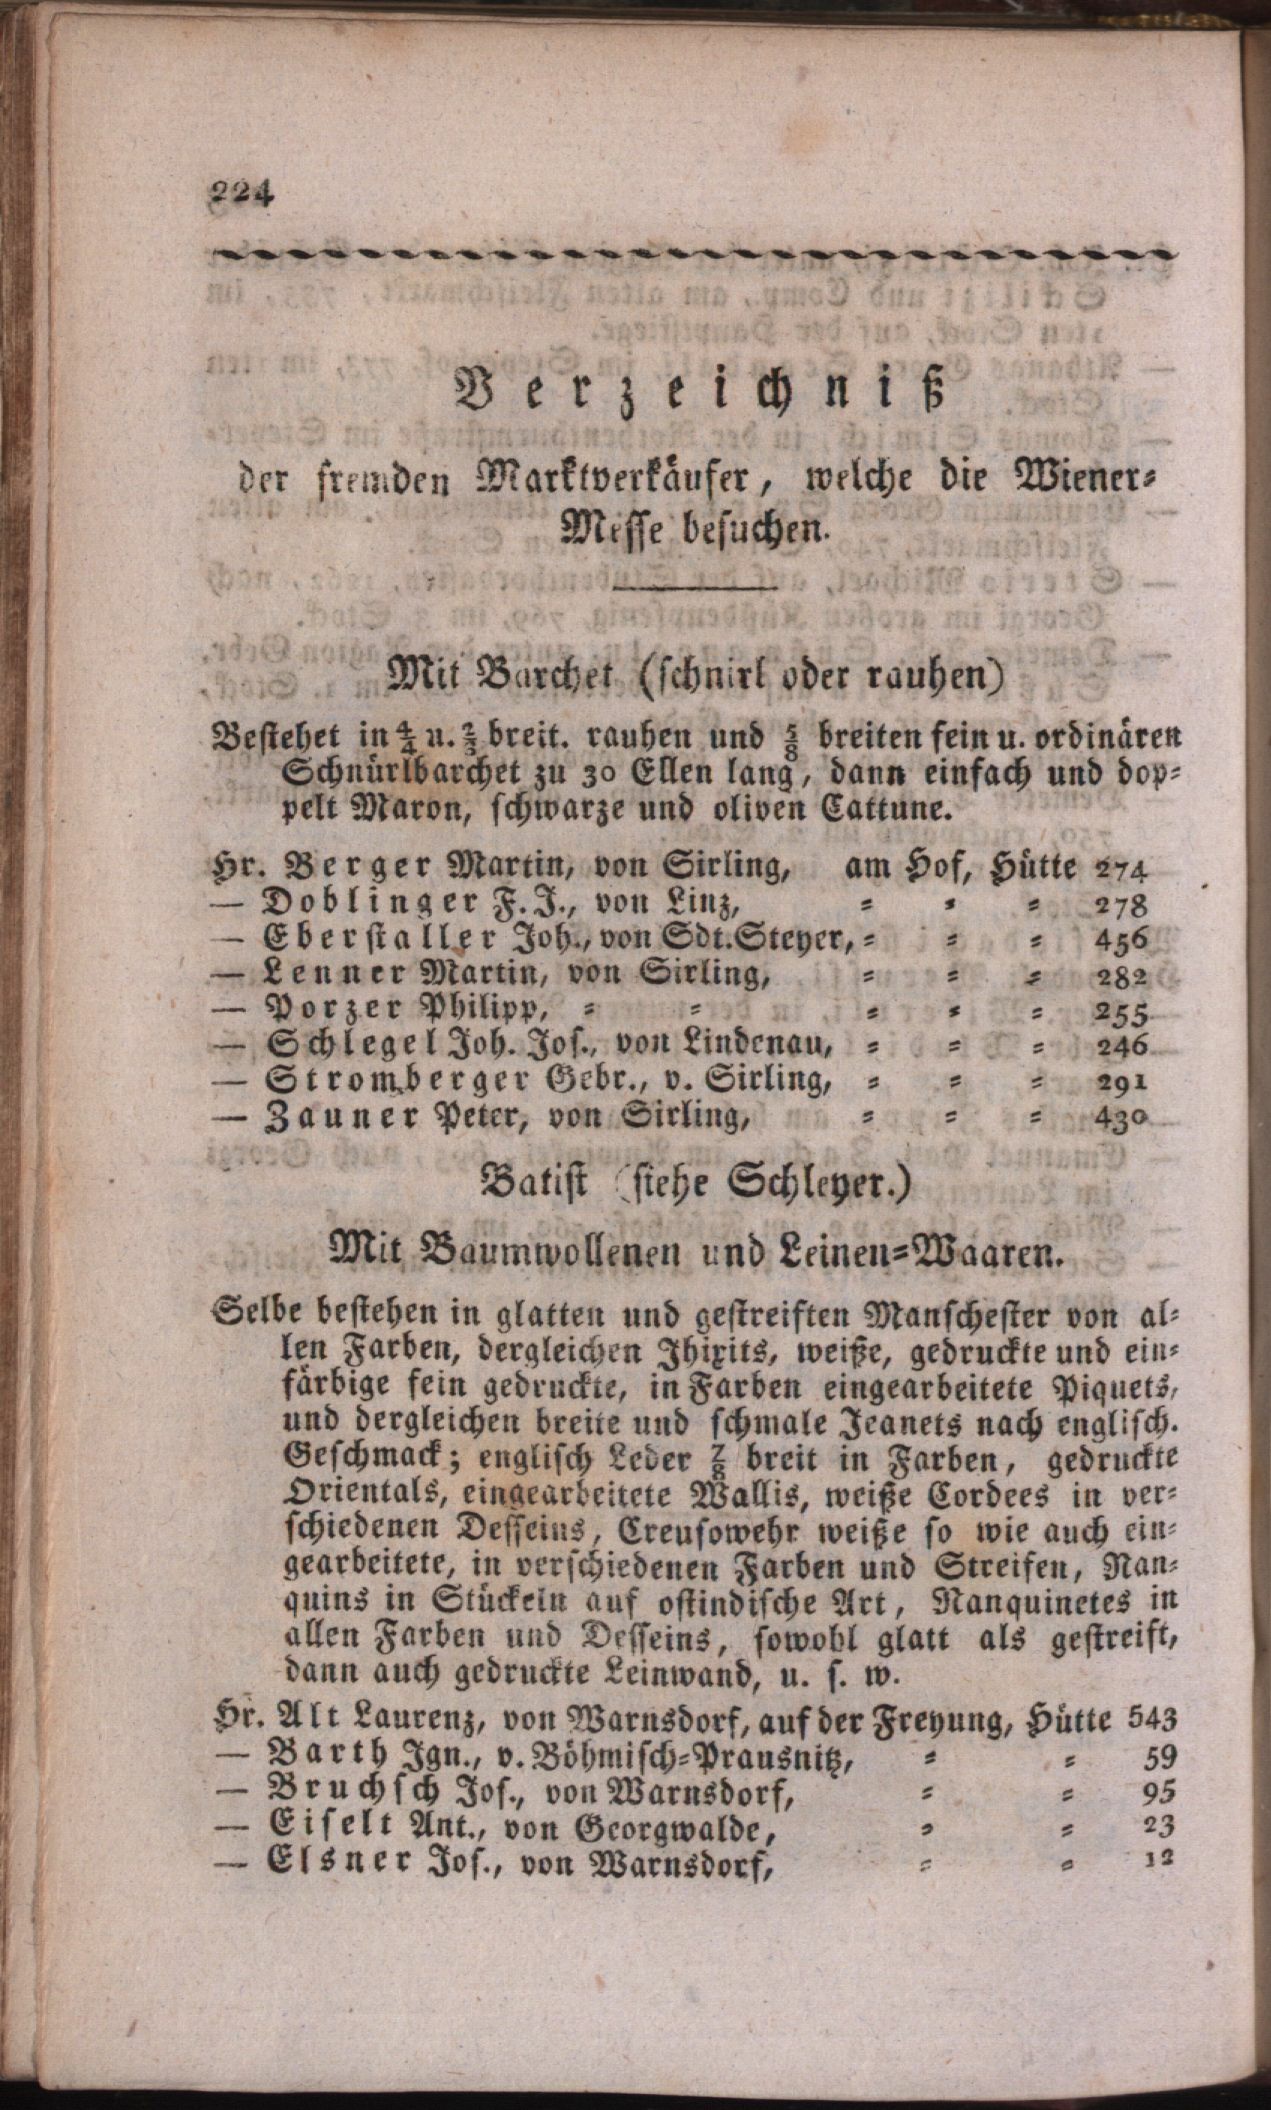 224
Verzeichniß
der fremden Marktverkäufer, welche die Wiener-
Messe besuchen.
Mit Barchet (schnirl oder rauhen)
Bestehet in 4/4 u. 2/3 breit. rauhen und 5/8 breiten fein u. ordinären
Schnürlbarchet zu 30 Ellen lang, dann einfach und dop-
pelt Maron, schwarze und oliven Cattune.
Hr. Berger Martin, von Sirling, am Hof, Hütte 274
— Doblinger F. J., von Linz, - - - 278
— Eberstaller Joh., von Sdt. Steyer, - - - 456
— Lenner Martin, von Sirling, - - - 282
— Porzer Philipp, - - - - - 255
— Schlegel Joh. Jos., von Lindenau, - - - 246
— Stromberger Gebr., v. Sirling, - - - 291
— Zauner Peter, von Sirling, - - - 430
Batist (siehe Schleyer.)
Mit Baumwollenen und Leinen-Waaren.
Selbe bestehen in glatten und gestreiften Manschester von al-
len Farben, dergleichen Jhixits, weiße, gedruckte und ein-
färbige fein gedruckte, in Farben eingearbeitete Piquets,
und dergleichen breite und schmale Jeanets nach englisch.
Geschmack; englisch Leder 7/8 breit in Farben, gedruckte
Orientals, eingearbeitete Wallis, weiße Cordees in ver-
schiedenen Desseins, Creusowehr weiße so wie auch ein-
gearbeitete, in verschiedenen Farben und Streifen, Nan-
quins in Stückeln auf ostindische Art, Nanquinetes in
allen Farben und Desseins, sowohl glatt als gestreift,
dann auch gedruckte Leinwand, u. s. w.
Hr. Alt Laurenz, von Warnsdorf, auf der Freyung, Hütte 543
— Barth Ign., v. Böhmisch-Prausnitz, - - 59
— Bruchsch Jos., von Warnsdorf, - - 95
— Eiselt Ant., von Georgwalde, - - 23
— Elsner Jos., von Warnsdorf, - - 12